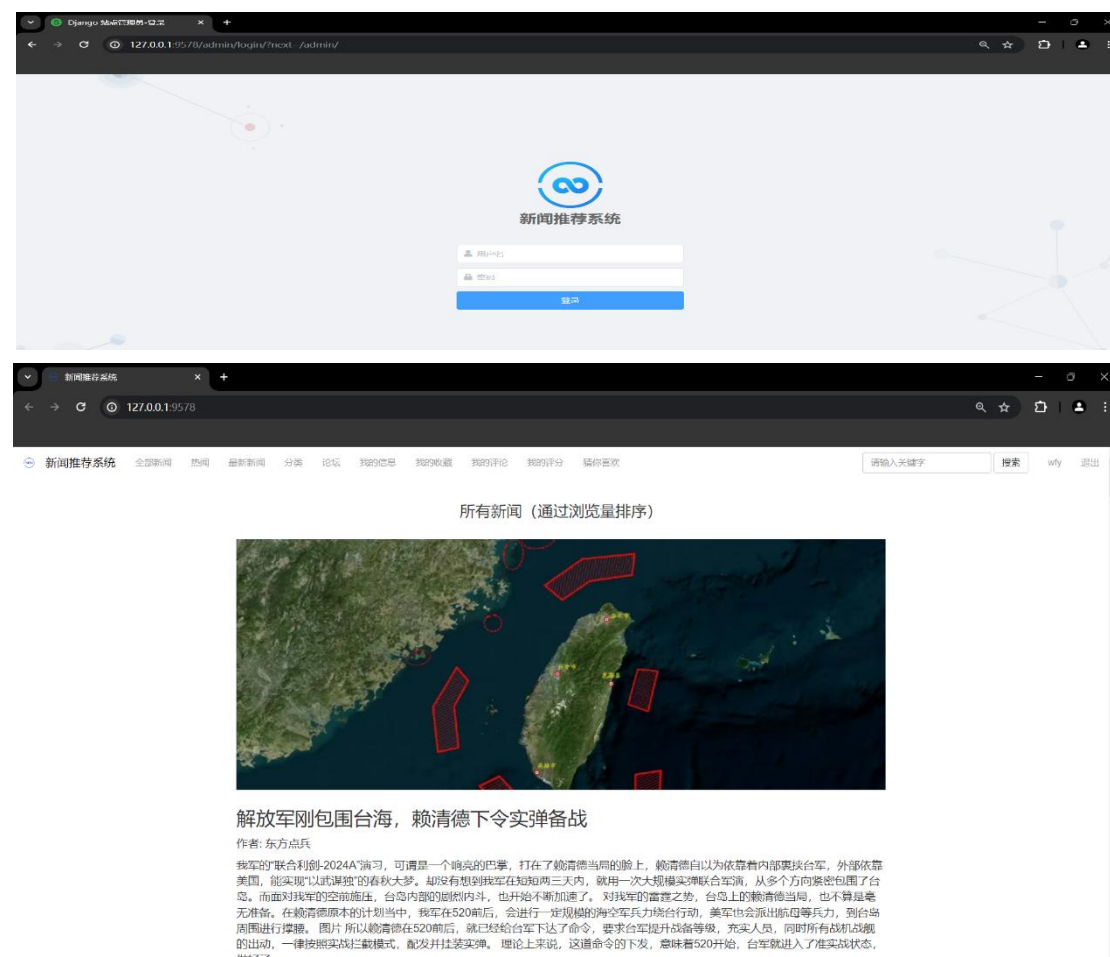 Django 站点管理员-登录
127.0.0.1:9578/admin/login/?next=/admin/
新闻推荐系统
用户名
密码
登录
新闻推荐系统
127.0.0.1:9578
新闻推荐系统 全部新闻 热闻 最新新闻 分类 论坛 我的信息 我的收藏 我的评论 我的评分 猜你喜欢 请输入关键字 搜索 wfy 退出
所有新闻（通过浏览量排序）
解放军刚包围台海，赖清德下令实弹备战
作者: 东方点兵
我军的“联合利剑-2024A”演习，可谓是一个响亮的巴掌，打在了赖清德当局的脸上，赖清德自以为依靠着内部裹挟台军，外部依靠
美国，能实现“以武谋独”的春秋大梦。却没有想到我军在短短两三天内，就用一次大规模实弹联合军演，从多个方向紧密包围了台
岛。而面对我军的空前施压，台岛内部的剧烈内斗，也开始不断加速了。 对我军的雷霆之势，台岛上的赖清德当局，也不算是毫
无准备。在赖清德原本的计划当中，我军在520前后，会进行一定规模的海空军兵力绕台行动，美军也会派出航母等兵力，到台岛
周围进行撑腰。 图片 所以赖清德在520前后，就已经给台军下达了命令，要求台军提升战备等级，充实人员，同时所有战机战舰
的出动，一律按照实战拦截模式，配发并挂装实弹。 理论上来说，这道命令的下发，意味着520开始，台军就进入了准实战状态，